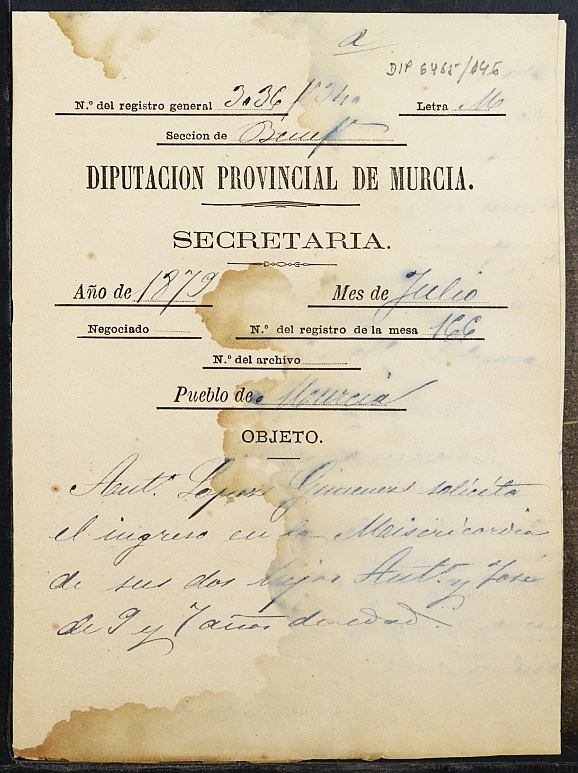 a
DIP 6465/045
N.º del registro general 3036 Letra M
Seccion de Benefª
DIPUTACION PROVINCIAL DE MURCIA.
SECRETARIA.
Año de 1879 Mes de Julio
Negociado N.º del registro de la mesa 166
N.º del archivo
Pueblo de Murcia
OBJETO.
Antº Lopez Gimenez solicita
el ingreso en la Misericordia
de sus dos hijos Antº y José
de 9 y 7 años de edad.